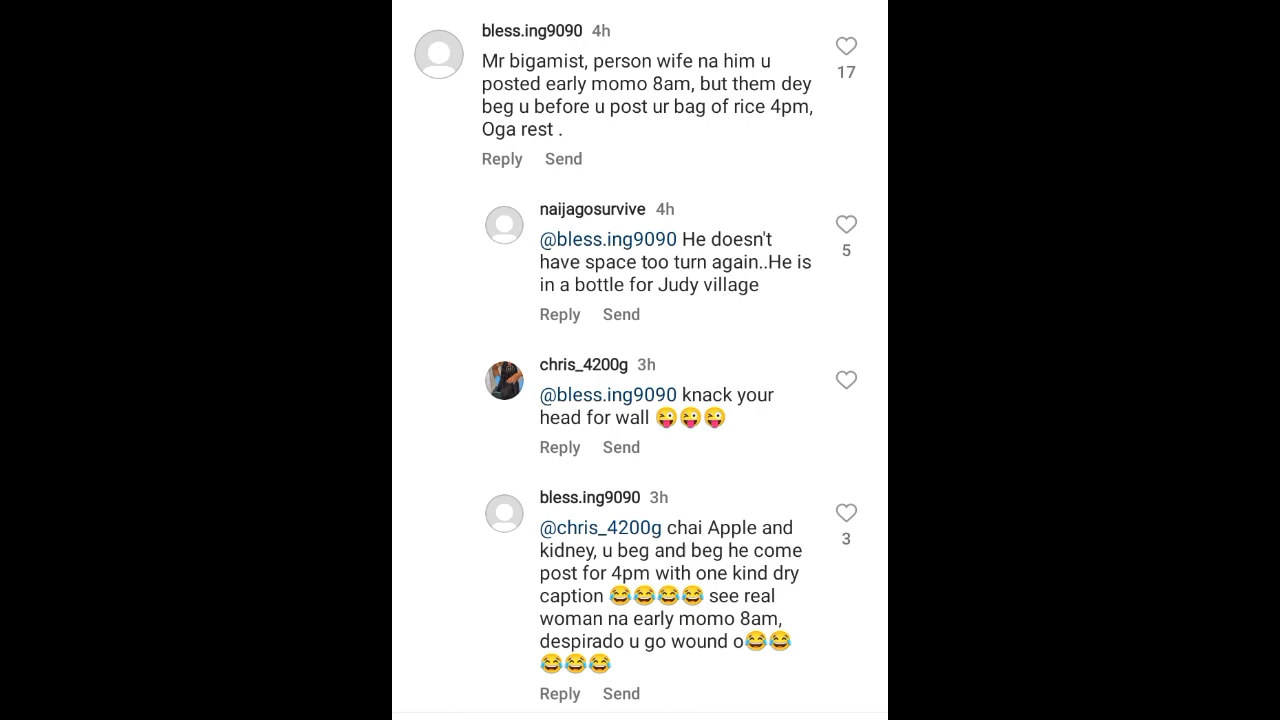 bless.ing9090 4h
Mr bigamist, person wife na him u
posted early momo 8am, but them dey
beg u before u post ur bag of rice 4pm,
Oga rest .
17
Reply Send
naijagosurvive 4h
@bless.ing9090 He doesn't
have space too turn again..He is
in a bottle for Judy village
5
Reply Send
chris_4200g 3h
@bless.ing9090 knack your
head for wall 😜😜😜
Reply Send
bless.ing9090 3h
@chris_4200g chai Apple and
kidney, u beg and beg he come
post for 4pm with one kind dry
caption 😂😂😂😂 see real
woman na early momo 8am,
despirado u go wound o😂😂
😂😂😂
3
Reply Send